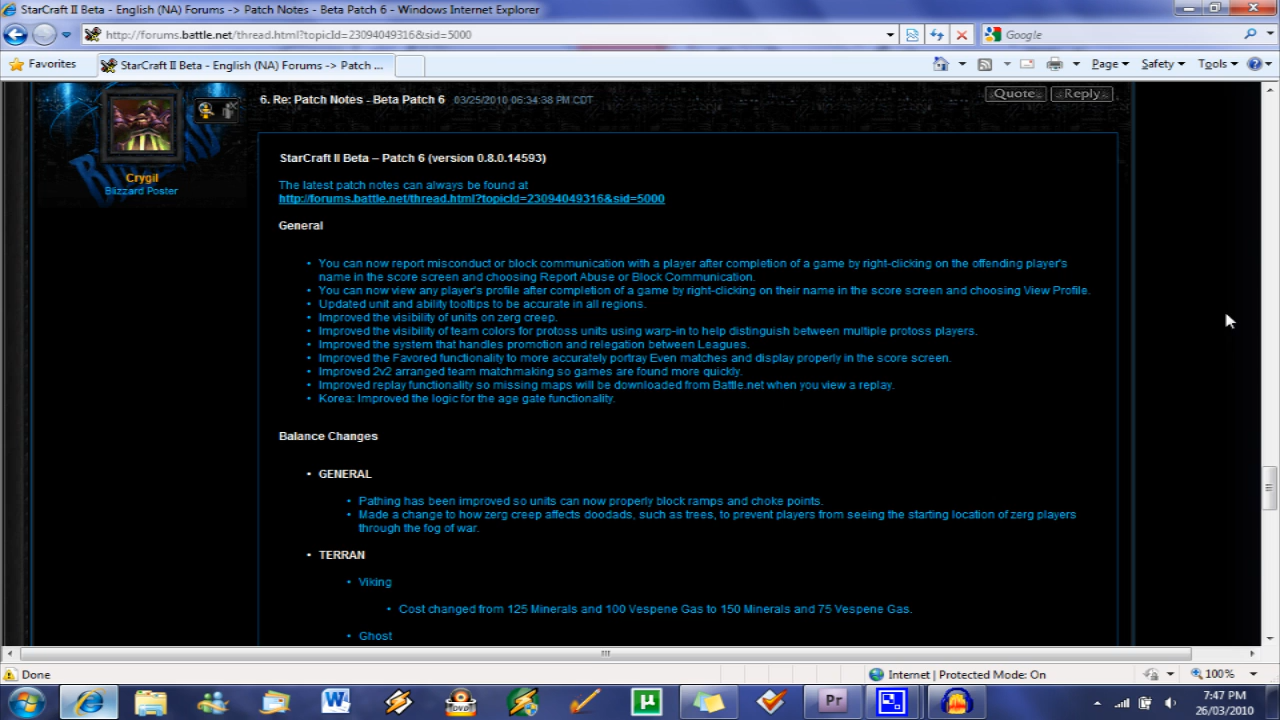 StarCraft II Beta - English (NA) Forums -> Patch Notes - Beta Patch 6 - Windows Internet Explorer
http://forums.battle.net/thread.html?topicId=23094049316&sid=5000
Google
Favorites
StarCraft II Beta - English (NA) Forums -> Patch ...
Page
Safety
Tools
6. Re: Patch Notes - Beta Patch 6 03/25/2010 06:34:38 PM CDT
Quote
Reply
Crygil
Blizzard Poster
StarCraft II Beta – Patch 6 (version 0.8.0.14593)
The latest patch notes can always be found at
http://forums.battle.net/thread.html?topicId=23094049316&sid=5000
General
• You can now report misconduct or block communication with a player after completion of a game by right-clicking on the offending player's
name in the score screen and choosing Report Abuse or Block Communication.
• You can now view any player's profile after completion of a game by right-clicking on their name in the score screen and choosing View Profile.
• Updated unit and ability tooltips to be accurate in all regions.
• Improved the visibility of units on zerg creep.
• Improved the visibility of team colors for protoss units using warp-in to help distinguish between multiple protoss players.
• Improved the system that handles promotion and relegation between Leagues.
• Improved the Favored functionality to more accurately portray Even matches and display properly in the score screen.
• Improved 2v2 arranged team matchmaking so games are found more quickly.
• Improved replay functionality so missing maps will be downloaded from Battle.net when you view a replay.
• Korea: Improved the logic for the age gate functionality.
Balance Changes
• GENERAL
• Pathing has been improved so units can now properly block ramps and choke points.
• Made a change to how zerg creep affects doodads, such as trees, to prevent players from seeing the starting location of zerg players
through the fog of war.
• TERRAN
• Viking
• Cost changed from 125 Minerals and 100 Vespene Gas to 150 Minerals and 75 Vespene Gas.
• Ghost
Done
Internet | Protected Mode: On
100%
W
DVD
µ
Pr
7:47 PM
26/03/2010